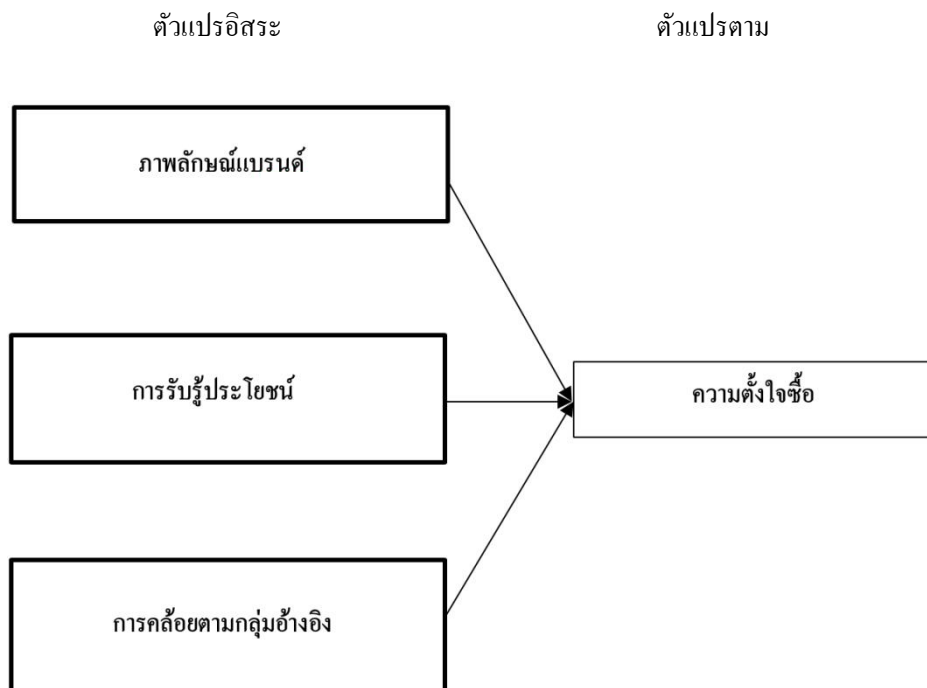 ตัวแปรอิสระ
ตัวแปรตาม
ภาพลักษณ์แบรนด์
การรับรู้ประโยชน์
ความตั้งใจซื้อ
การคล้อยตามกลุ่มอ้างอิง